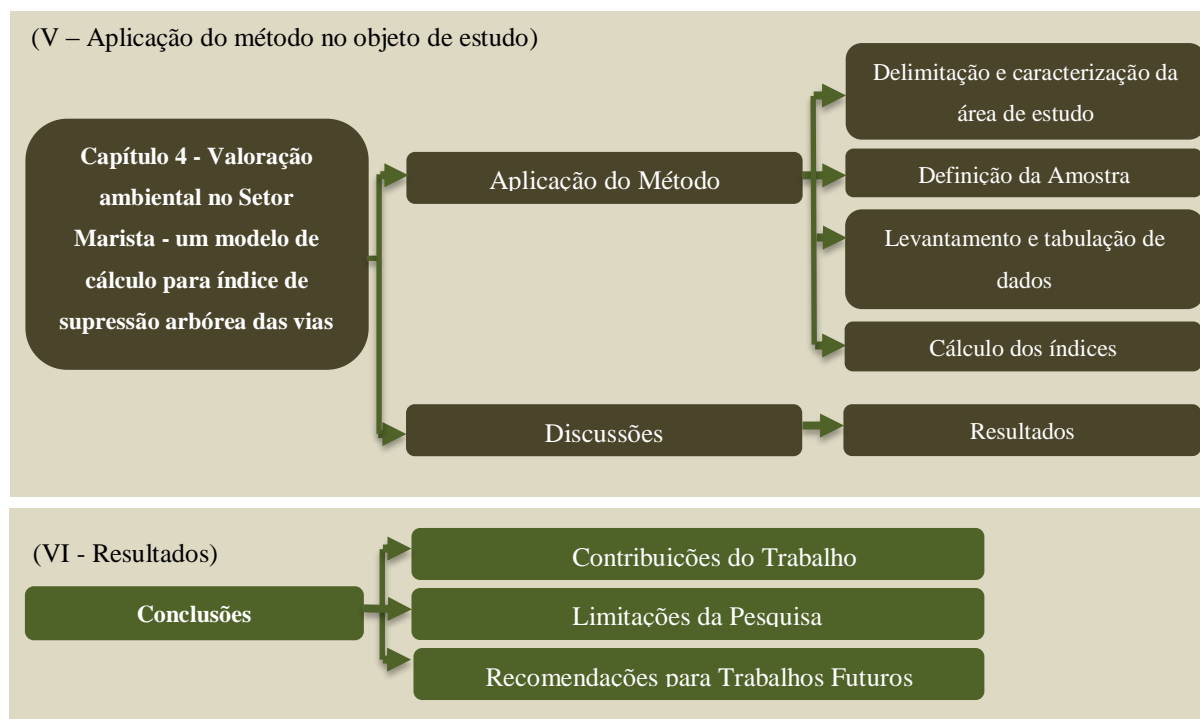 (V – Aplicação do método no objeto de estudo)
Capítulo 4 - Valoração
ambiental no Setor
Marista - um modelo de
cálculo para índice de
supressão arbórea das vias
Aplicação do Método
Delimitação e caracterização da
área de estudo
Definição da Amostra
Levantamento e tabulação de
dados
Cálculo dos índices
Discussões
Resultados
(VI - Resultados)
Conclusões
Contribuições do Trabalho
Limitações da Pesquisa
Recomendações para Trabalhos Futuros